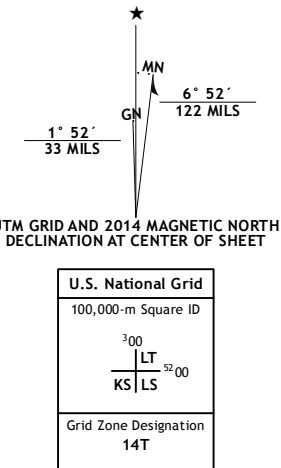 ★
MN
GN
6° 52´
122 MILS
1° 52´
33 MILS
UTM GRID AND 2014 MAGNETIC NORTH
DECLINATION AT CENTER OF SHEET
U.S. National Grid
100,000-m Square ID
³00
LT
⁵²00
KS LS
Grid Zone Designation
14T